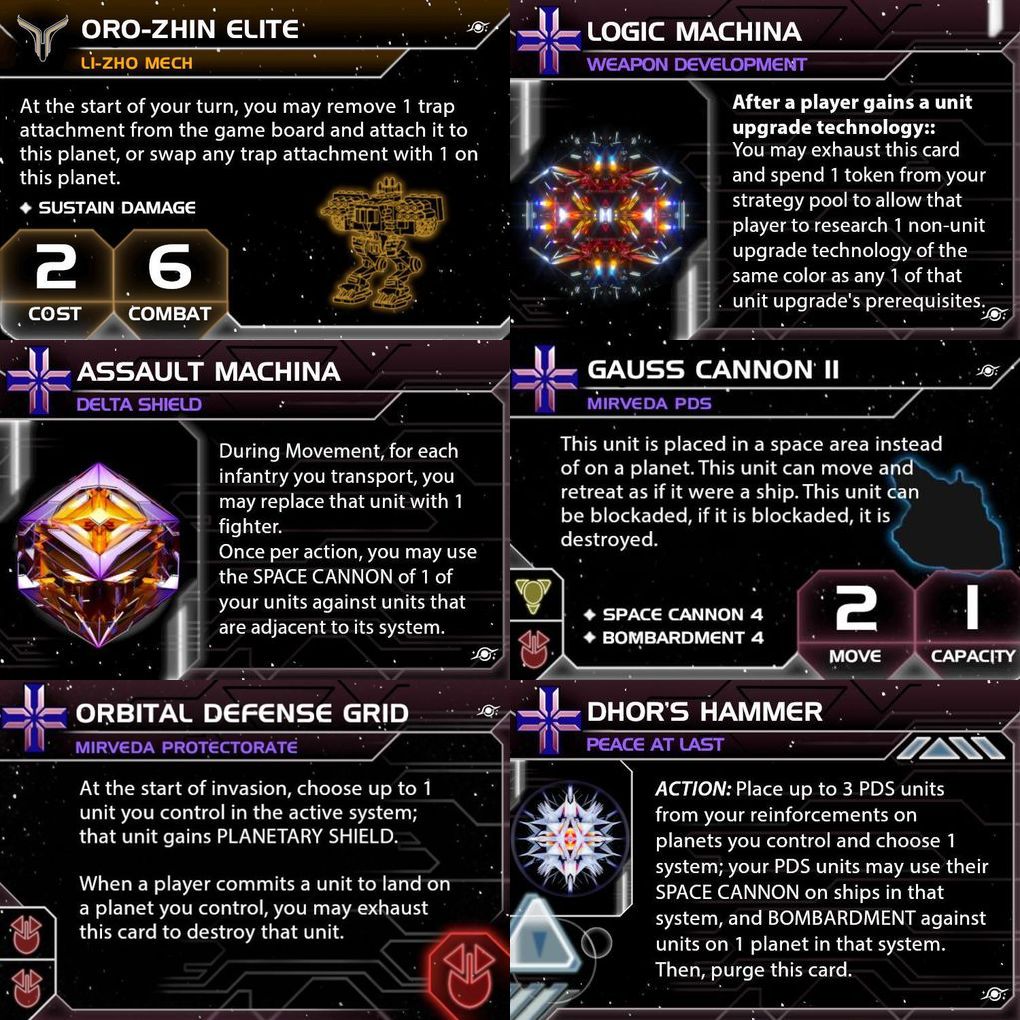 ORO-ZHIN ELITE
LI-ZHO MECH
At the start of your turn, you may remove 1 trap
attachment from the game board and attach it to
this planet, or swap any trap attachment with 1 on
this planet.
◆ SUSTAIN DAMAGE
2
COST
6
COMBAT
LOGIC MACHINA
WEAPON DEVELOPMENT
After a player gains a unit
upgrade technology::
You may exhaust this card
and spend 1 token from your
strategy pool to allow that
player to research 1 non-unit
upgrade technology of the
same color as any 1 of that
unit upgrade's prerequisites.
ASSAULT MACHINA
DELTA SHIELD
During Movement, for each
infantry you transport, you
may replace that unit with 1
fighter.
Once per action, you may use
the SPACE CANNON of 1 of
your units against units that
are adjacent to its system.
GAUSS CANNON II
MIRVEDA PDS
This unit is placed in a space area instead
of on a planet. This unit can move and
retreat as if it were a ship. This unit can
be blockaded, if it is blockaded, it is
destroyed.
◆ SPACE CANNON 4
◆ BOMBARDMENT 4
2
MOVE
1
CAPACITY
ORBITAL DEFENSE GRID
MIRVEDA PROTECTORATE
At the start of invasion, choose up to 1
unit you control in the active system;
that unit gains PLANETARY SHIELD.
When a player commits a unit to land on
a planet you control, you may exhaust
this card to destroy that unit.
DHOR'S HAMMER
PEACE AT LAST
ACTION: Place up to 3 PDS units
from your reinforcements on
planets you control and choose 1
system; your PDS units may use their
SPACE CANNON on ships in that
system, and BOMBARDMENT against
units on 1 planet in that system.
Then, purge this card.